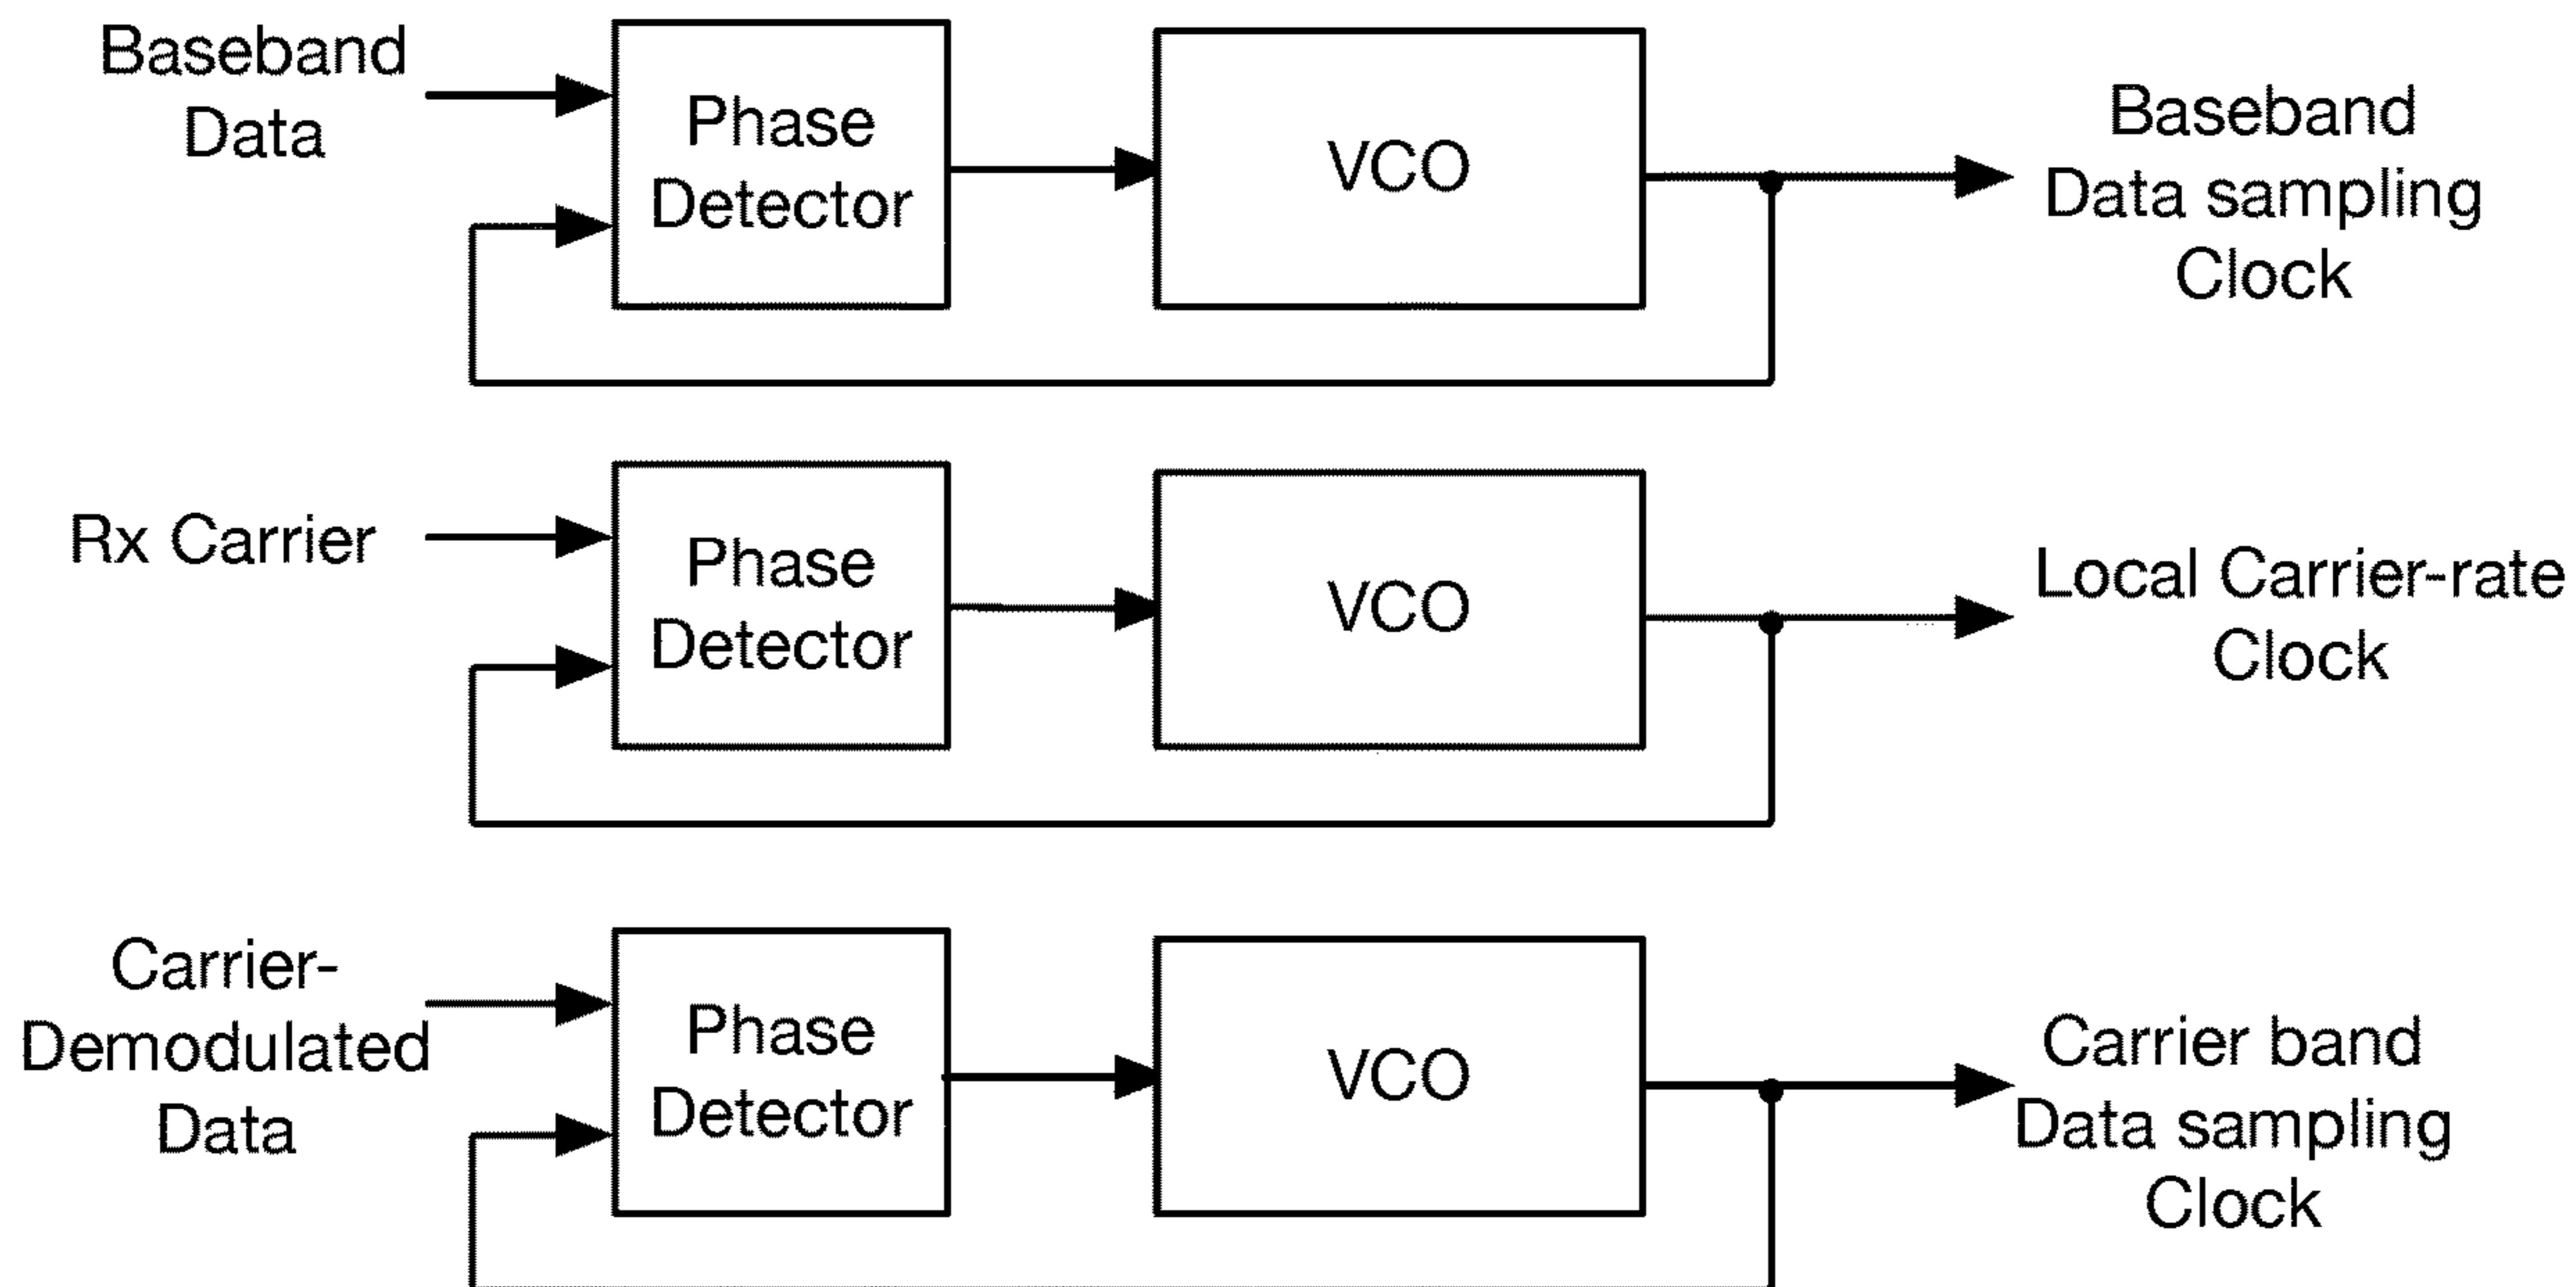 Baseband
Data
Phase
Detector
VCO
Baseband
Data sampling
Clock
Rx Carrier
Phase
Detector
VCO
Local Carrier-rate
Clock
Carrier-
Demodulated
Data
Phase
Detector
VCO
Carrier band
Data sampling
Clock